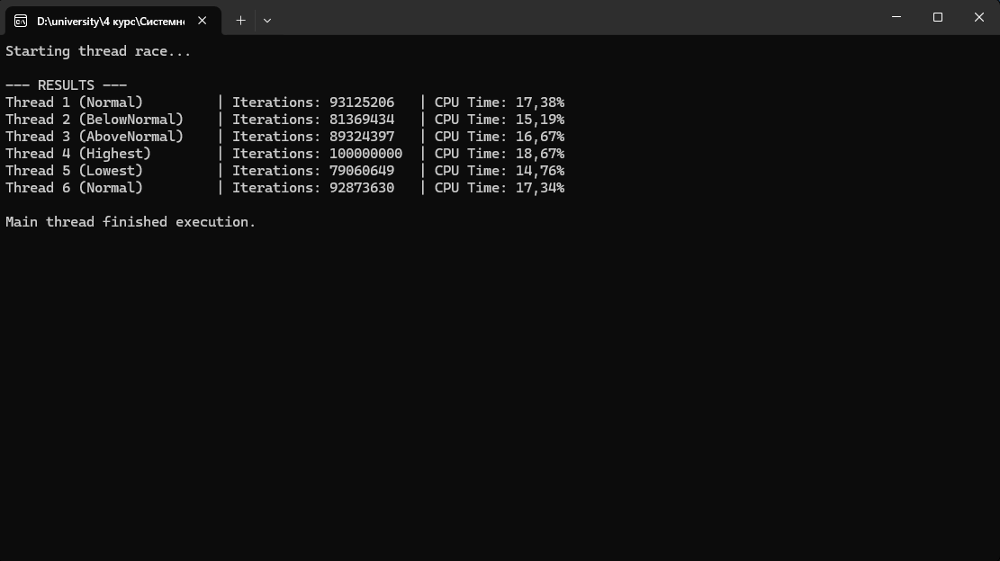 D:\university\4 курс\Системно
Starting thread race...
--- RESULTS ---
Thread 1 (Normal) | Iterations: 93125206 | CPU Time: 17,38%
Thread 2 (BelowNormal) | Iterations: 81369434 | CPU Time: 15,19%
Thread 3 (AboveNormal) | Iterations: 89324397 | CPU Time: 16,67%
Thread 4 (Highest) | Iterations: 100000000 | CPU Time: 18,67%
Thread 5 (Lowest) | Iterations: 79060649 | CPU Time: 14,76%
Thread 6 (Normal) | Iterations: 92873630 | CPU Time: 17,34%
Main thread finished execution.